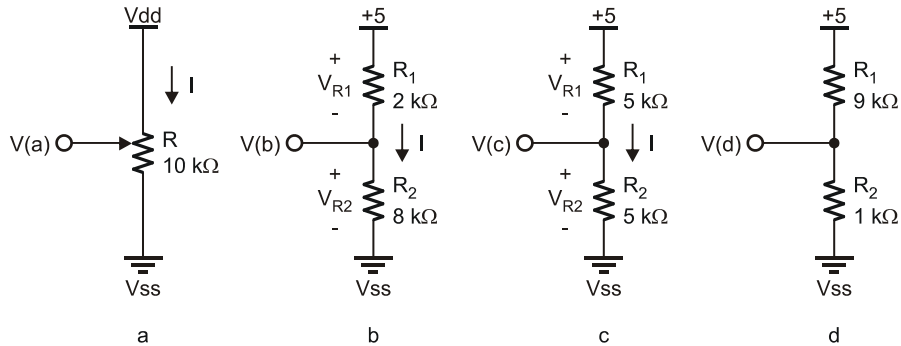 Vdd
I
V(a)
R
10 kΩ
Vss
a
+5
+
V_R1
-
R_1
2 kΩ
V(b)
I
+
V_R2
-
R_2
8 kΩ
Vss
b
+5
+
V_R1
-
R_1
5 kΩ
V(c)
I
+
V_R2
-
R_2
5 kΩ
Vss
c
+5
R_1
9 kΩ
V(d)
R_2
1 kΩ
Vss
d